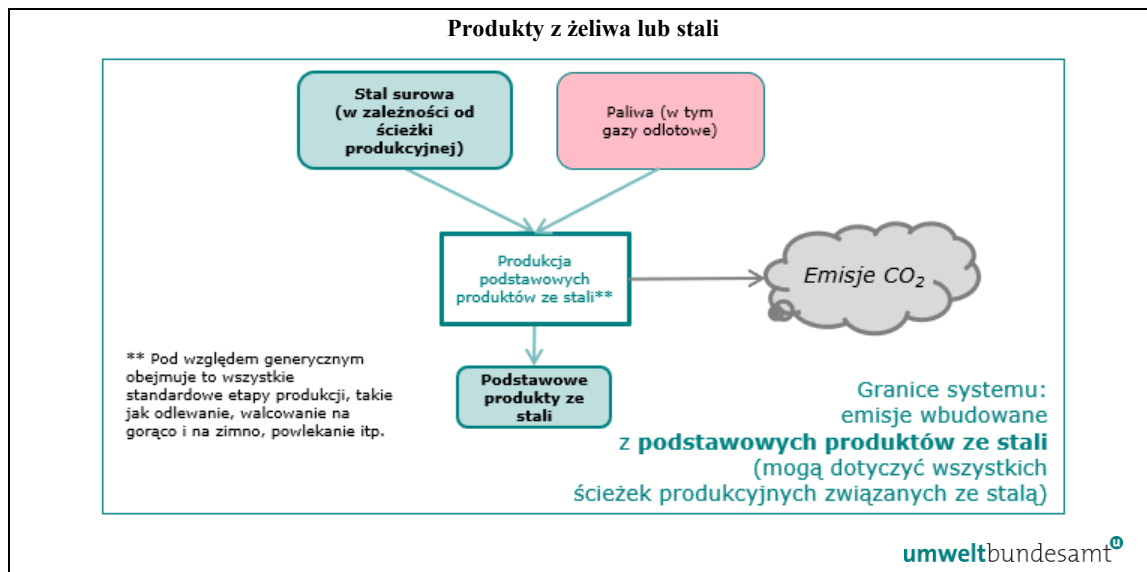 Produkty z żeliwa lub stali
Stal surowa
(w zależności od
ścieżki
produkcyjnej)
Paliwa (w tym
gazy odlotowe)
Produkcja
podstawowych
produktów ze stali**
Emisje CO₂
** Pod względem generycznym
obejmuje to wszystkie
standardowe etapy produkcji, takie
jak odlewanie, walcowanie na
gorąco i na zimno, powlekanie itp.
Podstawowe
produkty ze
stali
Granice systemu:
emisje wbudowane
z podstawowych produktów ze stali
(mogą dotyczyć wszystkich
ścieżek produkcyjnych związanych ze stalą)
umweltbundesamt u